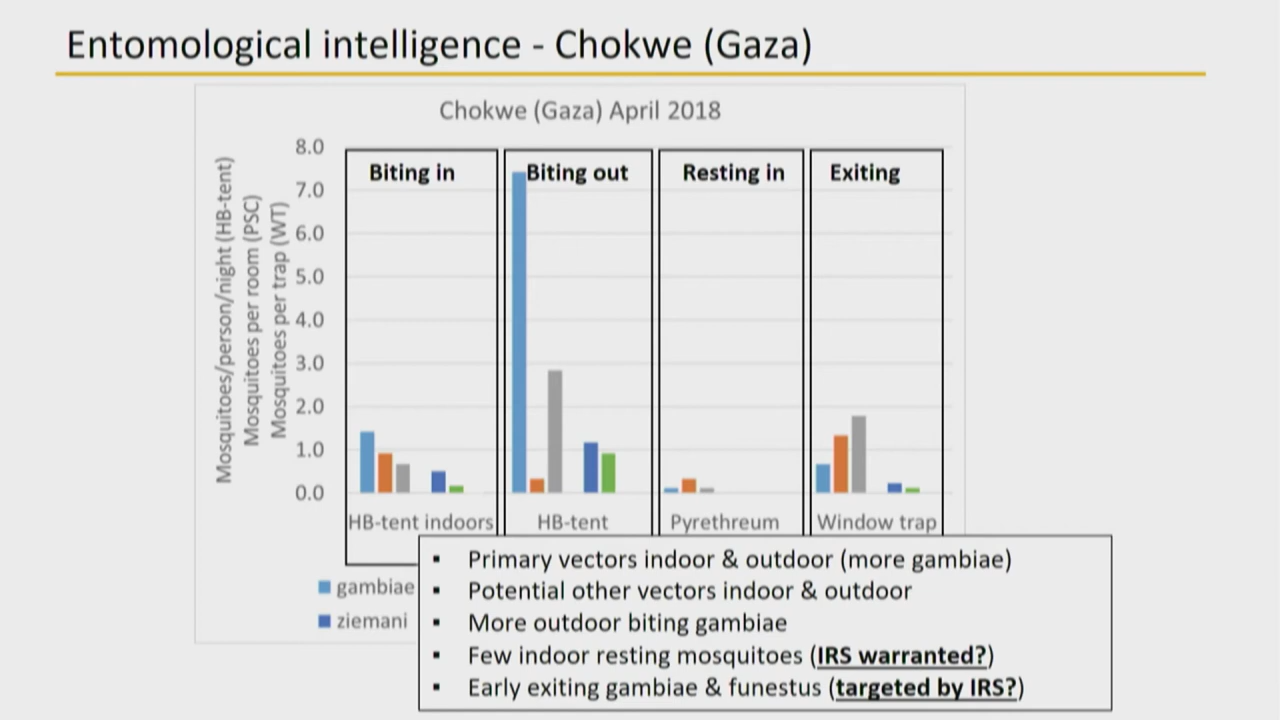 Entomological intelligence - Chokwe (Gaza)
Chokwe (Gaza) April 2018
Mosquitoes/person/night (HB-tent)
Mosquitoes per room (PSC)
Mosquitoes per trap (WT)
8.0
7.0
6.0
5.0
4.0
3.0
2.0
1.0
0.0
Biting in
Biting out
Resting in
Exiting
HB-tent indoors
HB-tent
Pyrethreum
Window trap
gambiae
ziemani
▪ Primary vectors indoor & outdoor (more gambiae)
▪ Potential other vectors indoor & outdoor
▪ More outdoor biting gambiae
▪ Few indoor resting mosquitoes (IRS warranted?)
▪ Early exiting gambiae & funestus (targeted by IRS?)